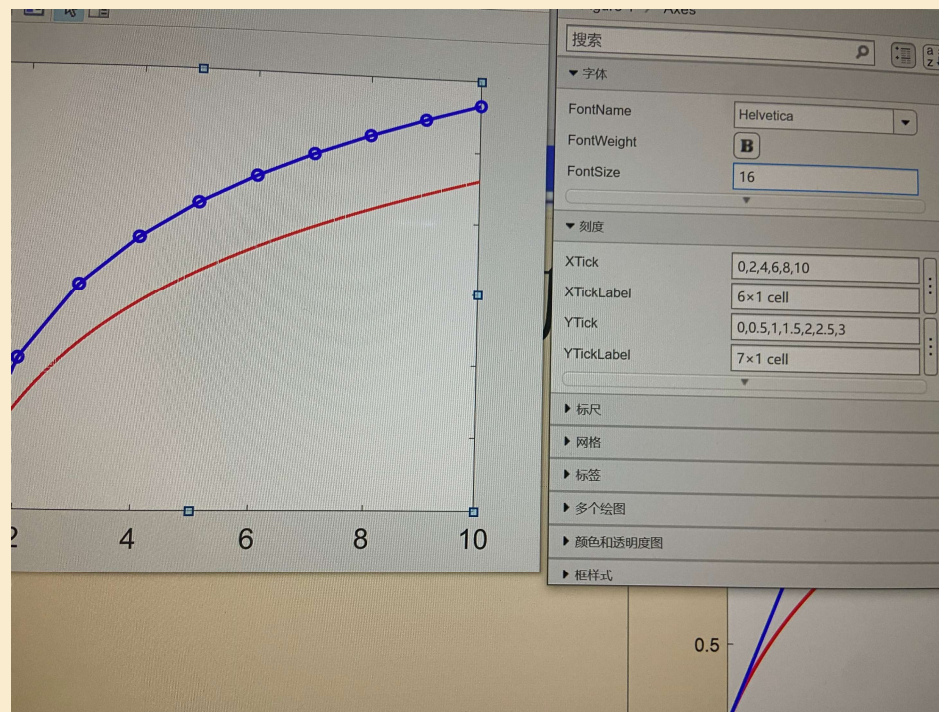 Axes
搜索
字体
FontName
Helvetica
FontWeight
B
FontSize
16
刻度
XTick
0,2,4,6,8,10
XTickLabel
6×1 cell
YTick
0,0.5,1,1.5,2,2.5,3
YTickLabel
7×1 cell
标尺
网格
标签
多个绘图
颜色和透明度图
框样式
2 4 6 8 10
0.5